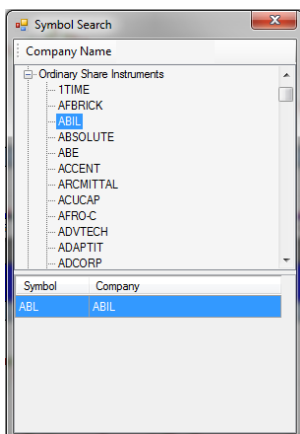 Symbol Search
Company Name
Ordinary Share Instruments
1TIME
AFBRICK
ABIL
ABSOLUTE
ABE
ACCENT
ARCMITTAL
ACUCAP
AFRO-C
ADVTECH
ADAPTIT
ADCORP
Symbol Company
ABL ABIL